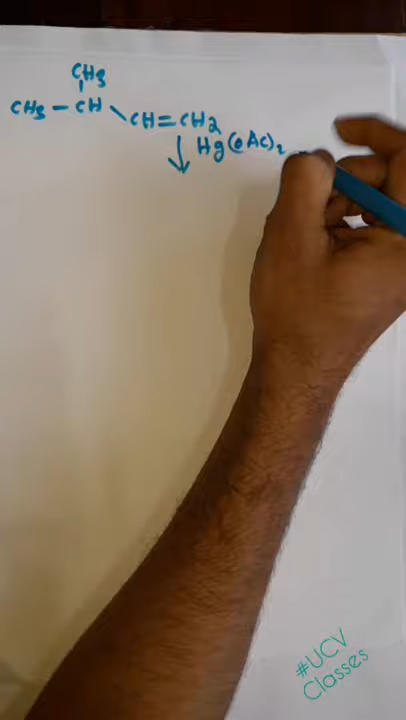 CH3
CH3 - CH \ CH = CH2
↓ Hg(OAc)2
#UCV
Classes